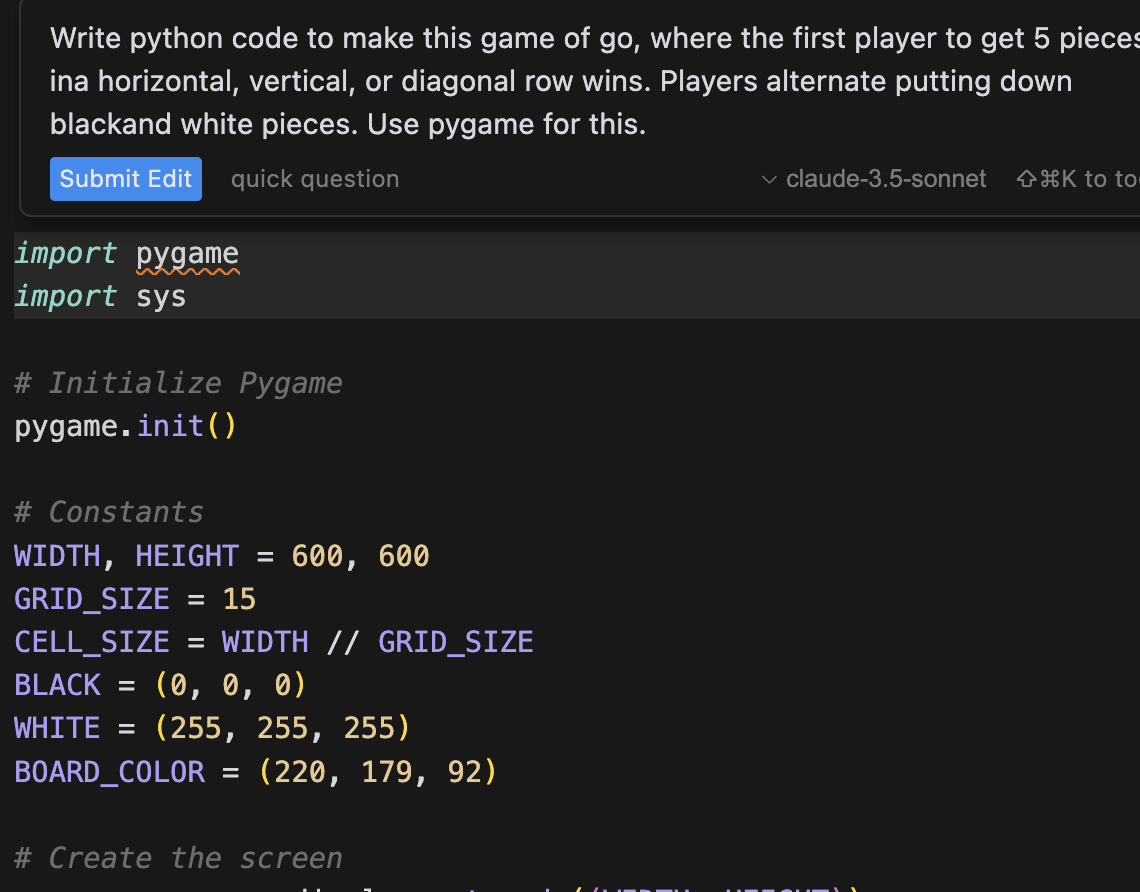 Write python code to make this game of go, where the first player to get 5 pieces
ina horizontal, vertical, or diagonal row wins. Players alternate putting down
blackand white pieces. Use pygame for this.
Submit Edit quick question claude-3.5-sonnet ⇧⌘K to to
import pygame
import sys
# Initialize Pygame
pygame.init()
# Constants
WIDTH, HEIGHT = 600, 600
GRID_SIZE = 15
CELL_SIZE = WIDTH // GRID_SIZE
BLACK = (0, 0, 0)
WHITE = (255, 255, 255)
BOARD_COLOR = (220, 179, 92)
# Create the screen